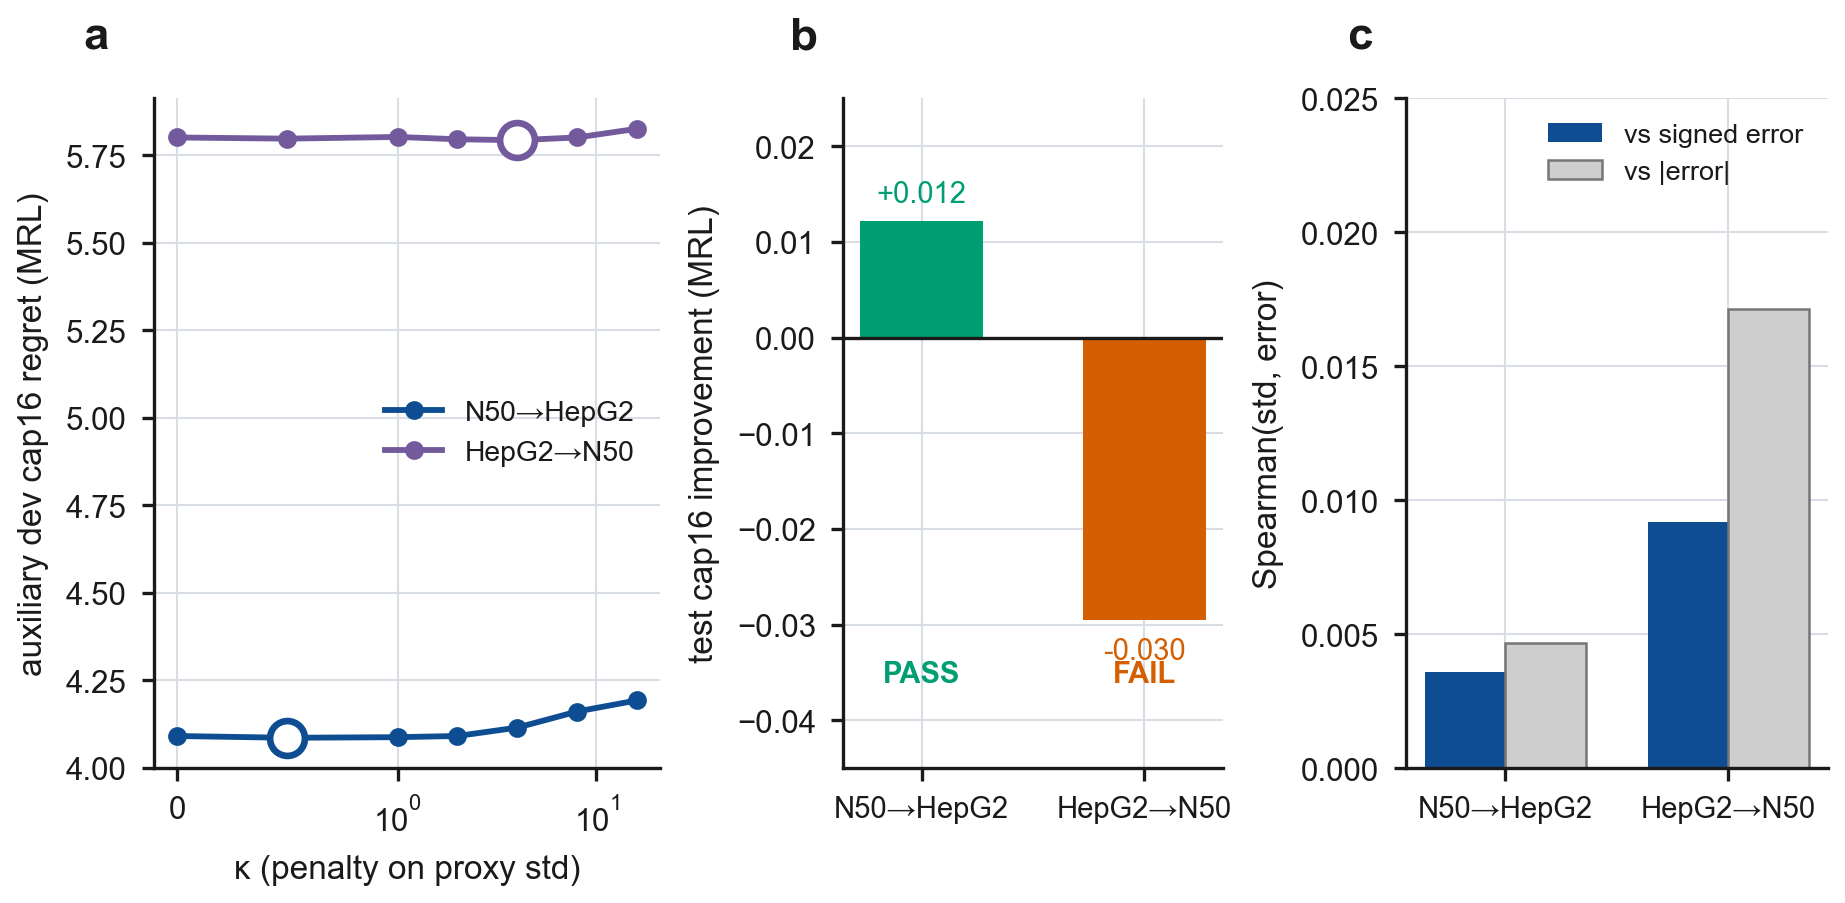 a
auxiliary dev cap16 regret (MRL)
5.75
5.50
5.25
5.00
4.75
4.50
4.25
4.00
N50→HepG2
HepG2→N50
0
10^0
10^1
κ (penalty on proxy std)
b
test cap16 improvement (MRL)
0.02
0.01
0.00
−0.01
−0.02
−0.03
−0.04
+0.012
-0.030
PASS
FAIL
N50→HepG2
HepG2→N50
c
Spearman(std, error)
0.025
0.020
0.015
0.010
0.005
0.000
vs signed error
vs |error|
N50→HepG2
HepG2→N50